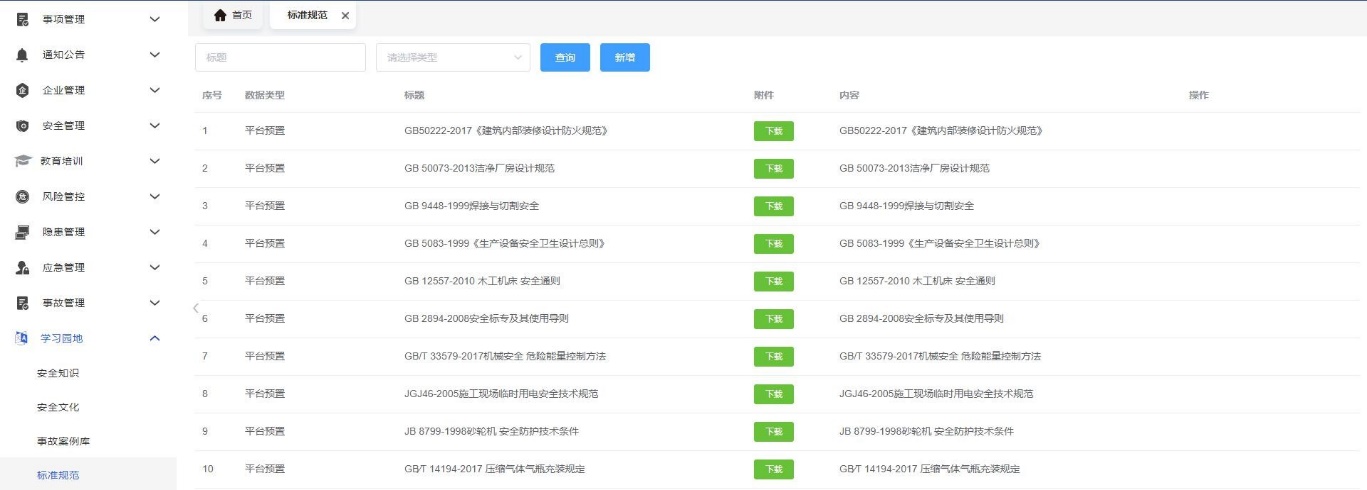 事项管理
通知公告
企业管理
安全管理
教育培训
风险管控
隐患管理
应急管理
事故管理
学习园地
安全知识
安全文化
事故案例库
标准规范
首页 标准规范
标题 请选择类型 查询 新增
序号 数据类型 标题 附件 内容 操作
1 平台预置 GB50222-2017《建筑内部装修设计防火规范》 下载 GB50222-2017《建筑内部装修设计防火规范》
2 平台预置 GB 50073-2013洁净厂房设计规范 下载 GB 50073-2013洁净厂房设计规范
3 平台预置 GB 9448-1999焊接与切割安全 下载 GB 9448-1999焊接与切割安全
4 平台预置 GB 5083-1999《生产设备安全卫生设计总则》 下载 GB 5083-1999《生产设备安全卫生设计总则》
5 平台预置 GB 12557-2010 木工机床 安全通则 下载 GB 12557-2010 木工机床 安全通则
6 平台预置 GB 2894-2008安全标专及其使用导则 下载 GB 2894-2008安全标专及其使用导则
7 平台预置 GB/T 33579-2017机械安全 危险能量控制方法 下载 GB/T 33579-2017机械安全 危险能量控制方法
8 平台预置 JGJ46-2005施工现场临时用电安全技术规范 下载 JGJ46-2005施工现场临时用电安全技术规范
9 平台预置 JB 8799-1998砂轮机 安全防护技术条件 下载 JB 8799-1998砂轮机 安全防护技术条件
10 平台预置 GB/T 14194-2017 压缩气体气瓶充装规定 下载 GB/T 14194-2017 压缩气体气瓶充装规定